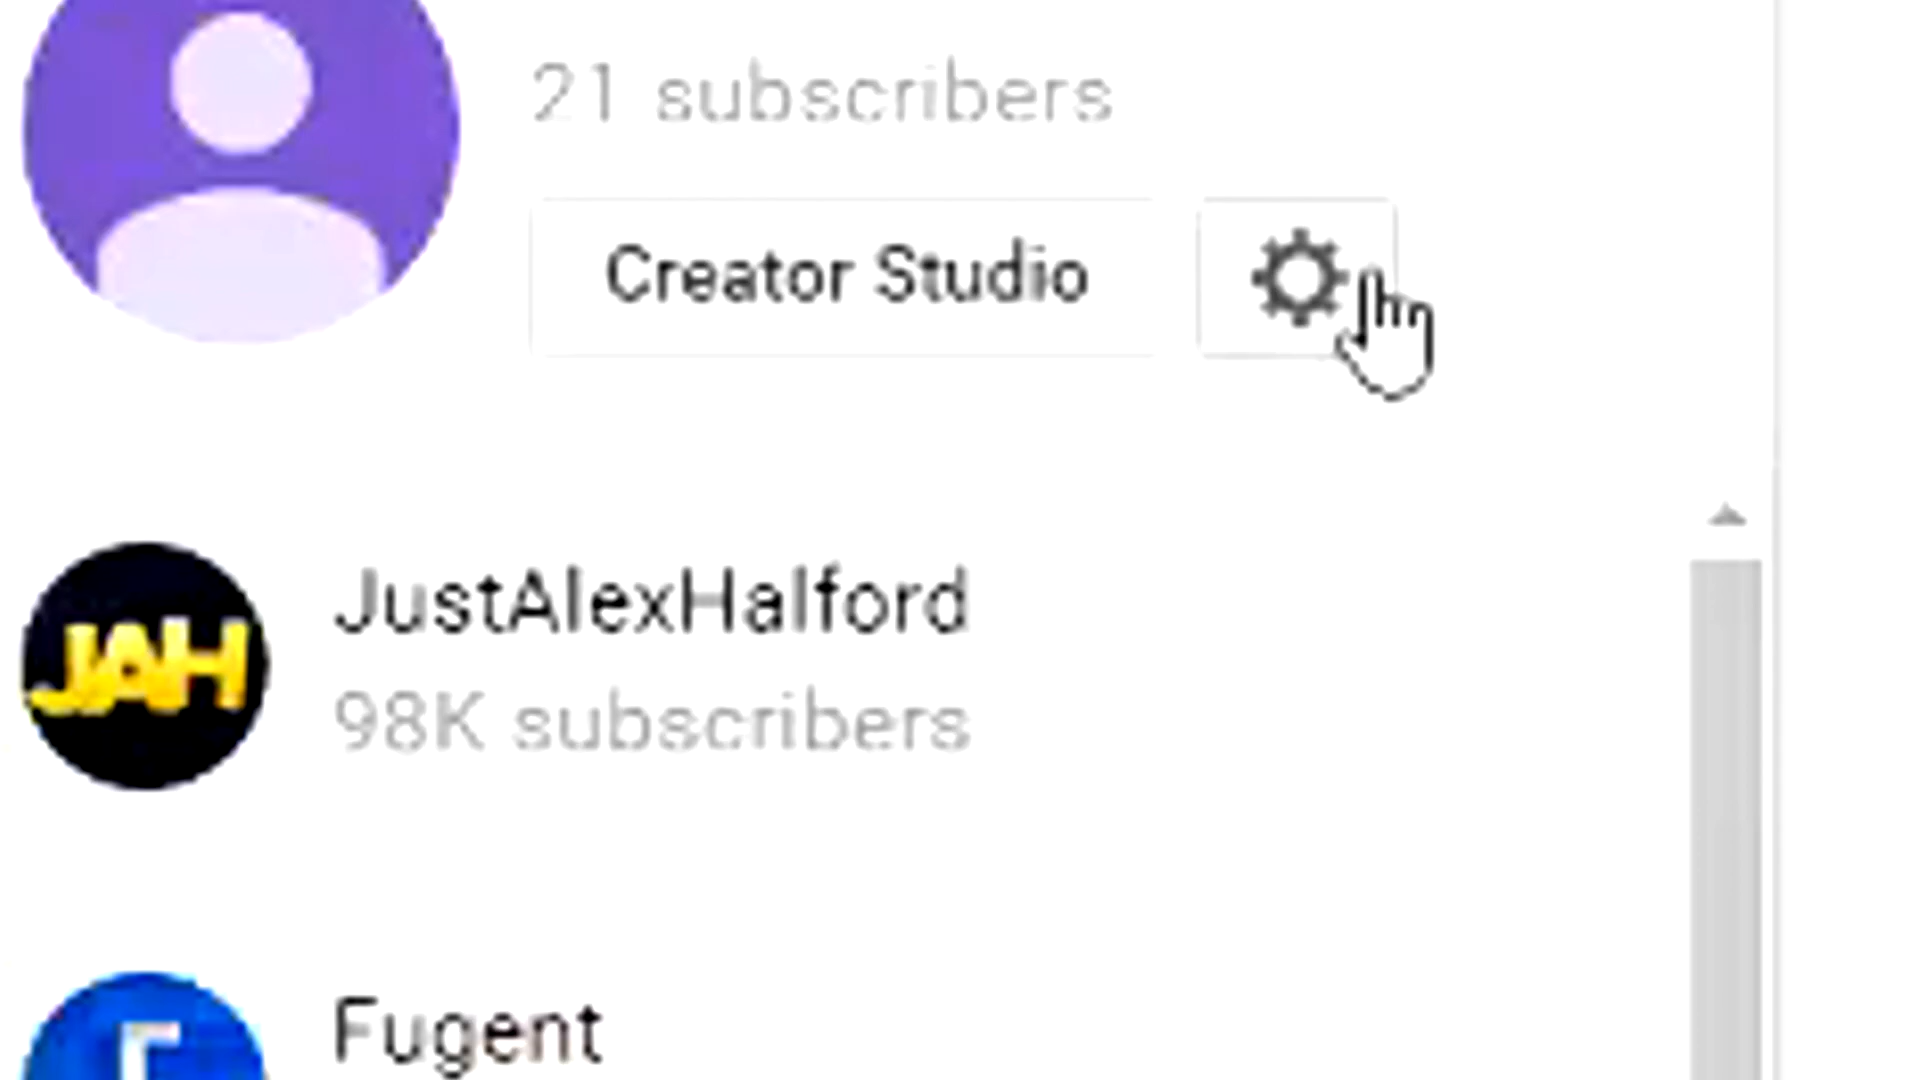 21 subscribers
Creator Studio
JustAlexHalford
JAH
98K subscribers
Fugent